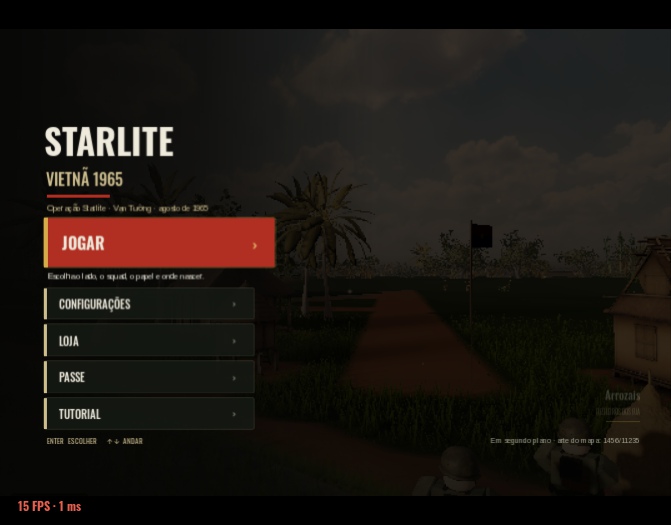 STARLITE
VIETNÃ 1965
Operação Starlite · Van Tường · agosto de 1965
JOGAR ›
Escolha o lado, o squad, o papel e onde nascer.
CONFIGURAÇÕES ›
LOJA ›
PASSE ›
TUTORIAL ›
ENTER ESCOLHER ↑↓ ANDAR
Arrozais
Em segundo plano · arte do mapa: 1456/11235
15 FPS · 1 ms